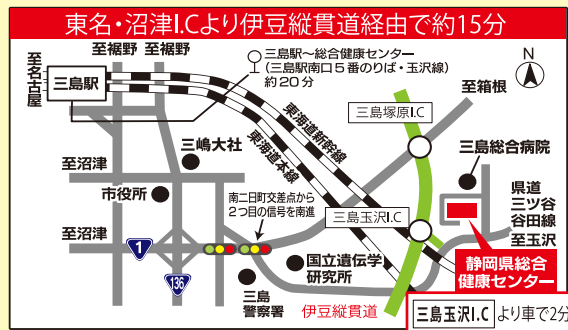 東名・沼津I.Cより伊豆縦貫道経由で約15分
至裾野
至裾野
至名古屋
三島駅
三島駅〜総合健康センター
(三島駅南口5番のりば・玉沢線)
約20分
N
至箱根
東海道新幹線
東海道本線
三島塚原I.C
三嶋大社
至沼津
三島総合病院
市役所
南二日町交差点から
2つ目の信号を南進
三島玉沢I.C
県道
三ツ谷
谷田線
至玉沢
至沼津
1
136
国立遺伝学
研究所
静岡県総合
健康センター
三島
警察署
伊豆縦貫道
三島玉沢I.C より車で2分